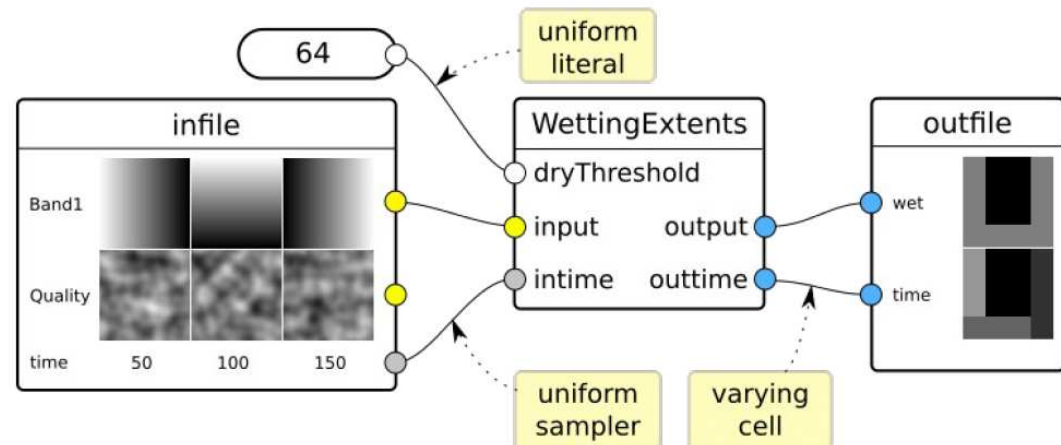 64
uniform
literal
infile
Band1
Quality
time 50 100 150
WettingExtents
dryThreshold
input output
intime outtime
outfile
wet
time
uniform
sampler
varying
cell